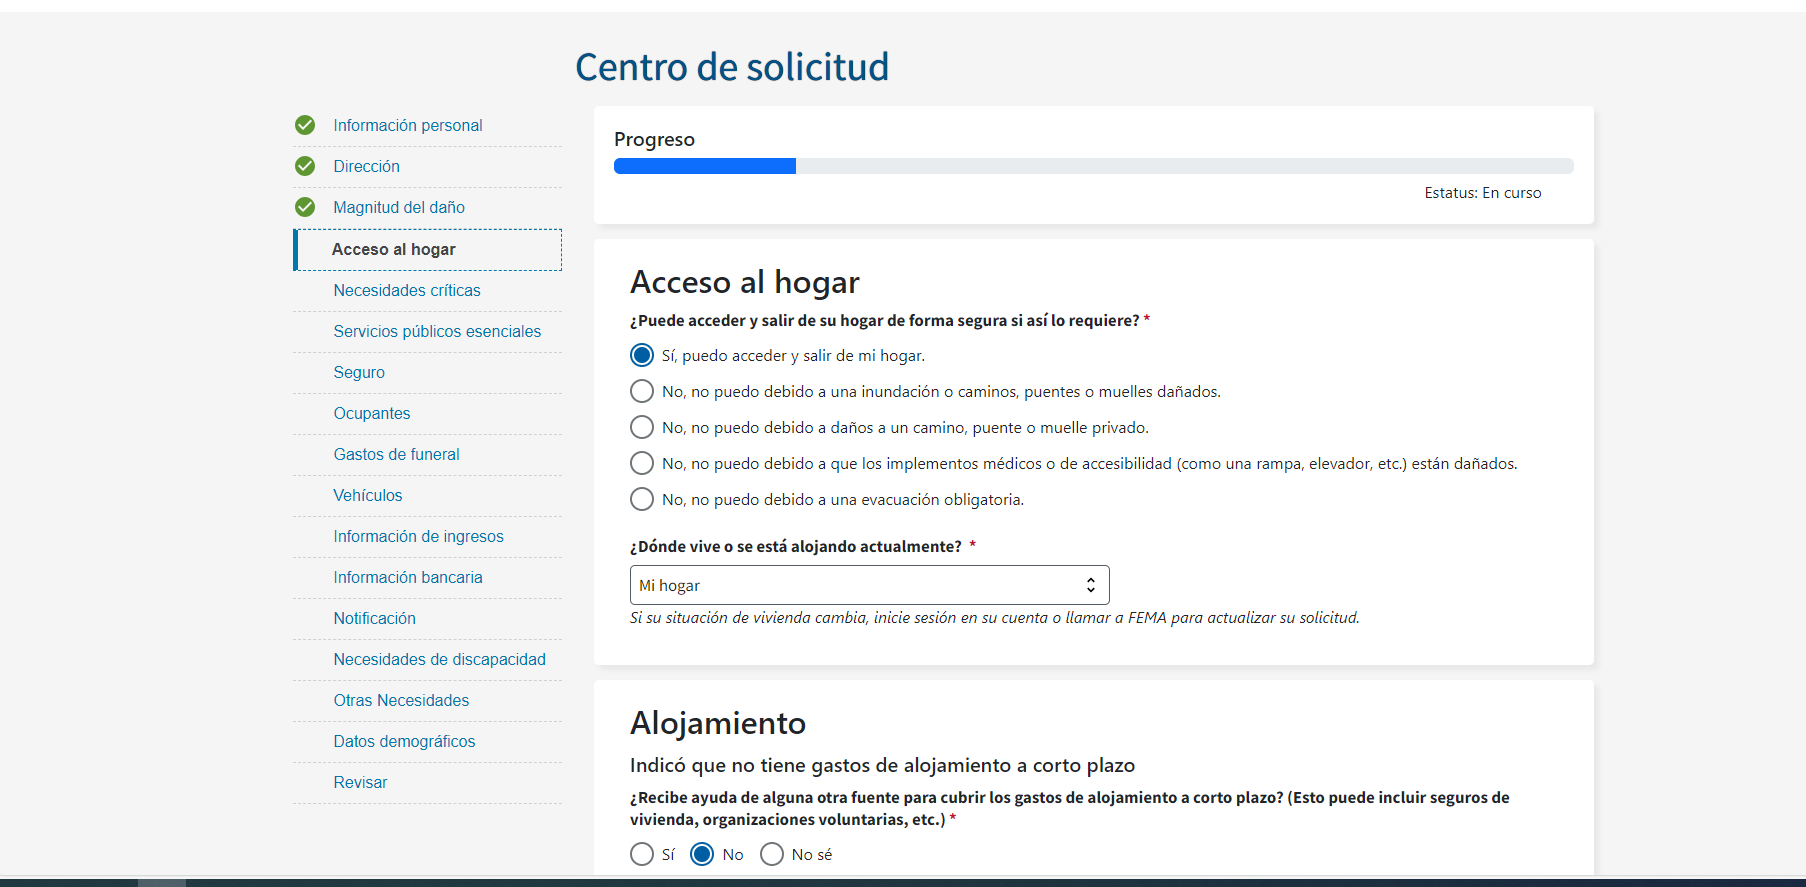 Centro de solicitud
Información personal
Dirección
Magnitud del daño
Acceso al hogar
Necesidades críticas
Servicios públicos esenciales
Seguro
Ocupantes
Gastos de funeral
Vehículos
Información de ingresos
Información bancaria
Notificación
Necesidades de discapacidad
Otras Necesidades
Datos demográficos
Revisar
Progreso
Estatus: En curso
Acceso al hogar
¿Puede acceder y salir de su hogar de forma segura si así lo requiere? *
Sí, puedo acceder y salir de mi hogar.
No, no puedo debido a una inundación o caminos, puentes o muelles dañados.
No, no puedo debido a daños a un camino, puente o muelle privado.
No, no puedo debido a que los implementos médicos o de accesibilidad (como una rampa, elevador, etc.) están dañados.
No, no puedo debido a una evacuación obligatoria.
¿Dónde vive o se está alojando actualmente? *
Mi hogar
Si su situación de vivienda cambia, inicie sesión en su cuenta o llamar a FEMA para actualizar su solicitud.
Alojamiento
Indicó que no tiene gastos de alojamiento a corto plazo
¿Recibe ayuda de alguna otra fuente para cubrir los gastos de alojamiento a corto plazo? (Esto puede incluir seguros de
vivienda, organizaciones voluntarias, etc.) *
Sí No No sé